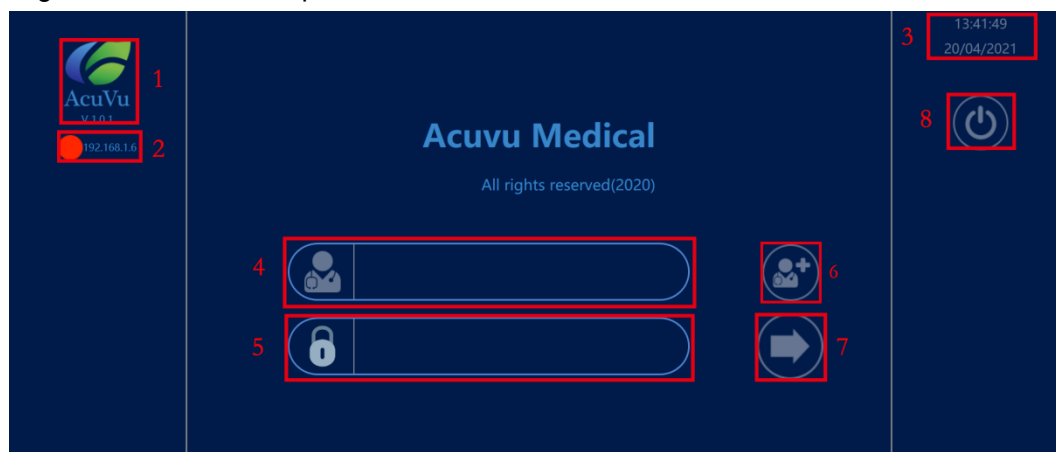 AcuVu
V.1.0.1
1
192.168.1.6
2
3
13:41:49
20/04/2021
8
Acuvu Medical
All rights reserved(2020)
4
6
5
7